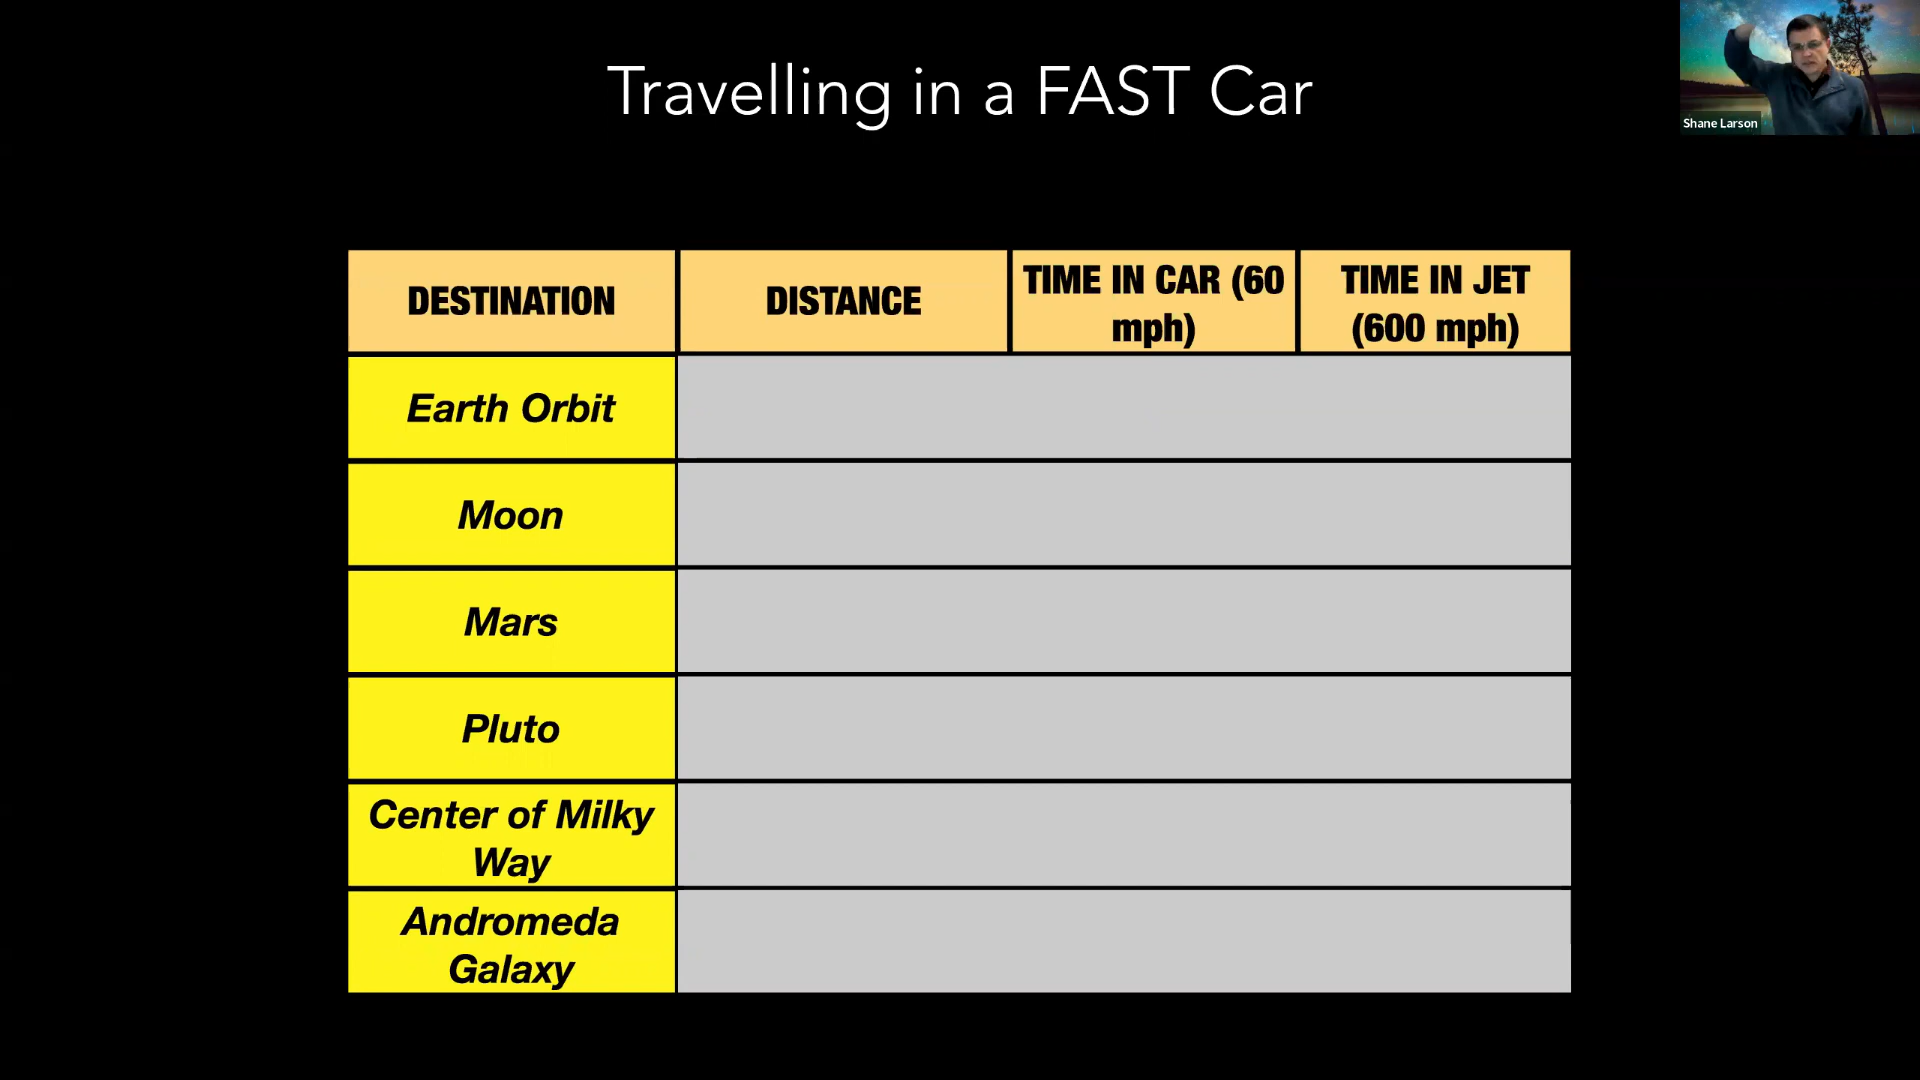 Travelling in a FAST Car
Shane Larson
DESTINATION
DISTANCE
TIME IN CAR (60
mph)
TIME IN JET
(600 mph)
Earth Orbit
Moon
Mars
Pluto
Center of Milky
Way
Andromeda
Galaxy